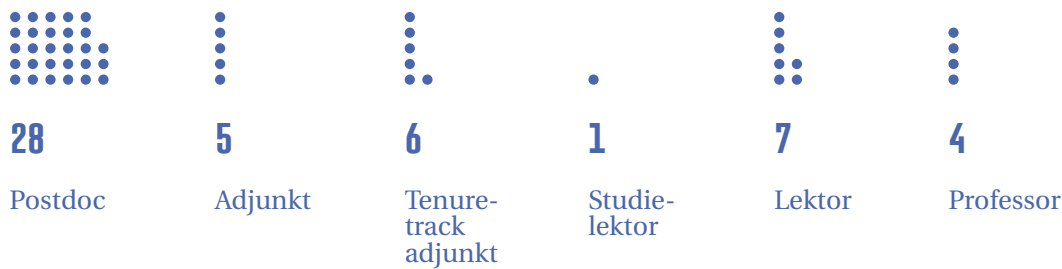 28
Postdoc
5
Adjunkt
6
Tenure-
track
adjunkt
1
Studie-
lektor
7
Lektor
4
Professor